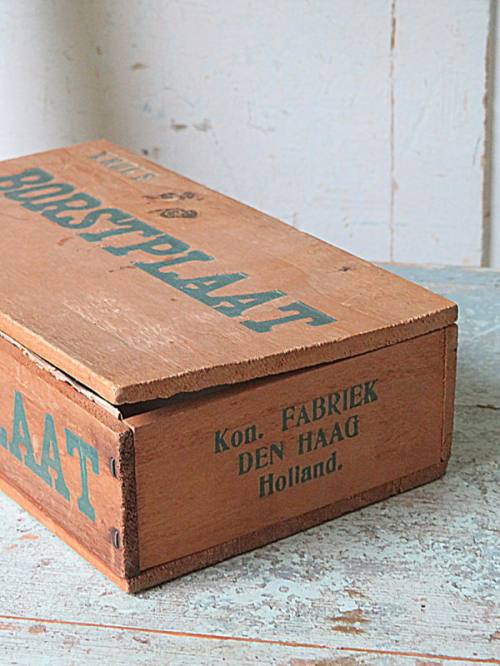 BORSTPLAAT
LAAT
Kon. FABRIEK
DEN HAAG
Holland.